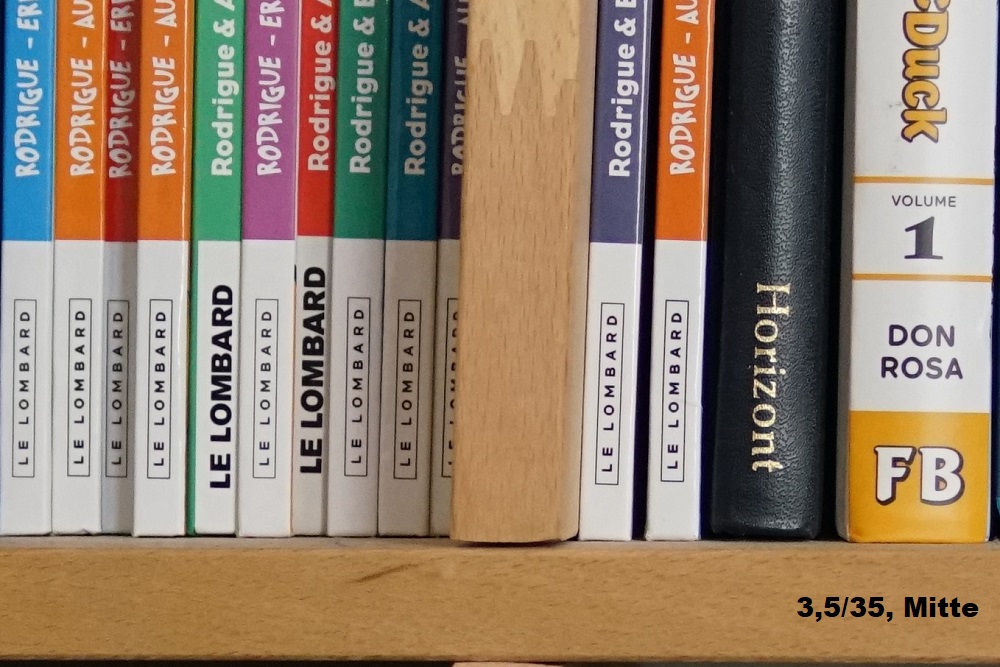 RODRIGUE - ER
LE LOMBARD
RODRIGUE - AU
LE LOMBARD
RODRIGUE - ER
LE LOMBARD
RODRIGUE - AU
LE LOMBARD
Rodrigue & A
LE LOMBARD
RODRIGUE - ER
LE LOMBARD
Rodrigue & A
LE LOMBARD
Rodrigue & E
LE LOMBARD
Rodrigue & A
LE LOMBARD
RODRIGUE
LE LOMBARD
Rodrigue & E
LE LOMBARD
RODRIGUE - AU
LE LOMBARD
Horizont
Duck
VOLUME
1
DON
ROSA
FB
3,5/35, Mitte